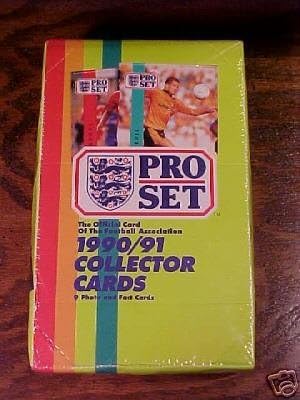 PRO SET
PRO SET
PRO
SET
TM
The Official Card
Of The Football Association
1990/91
COLLECTOR
CARDS
9 Photo and Fact Cards